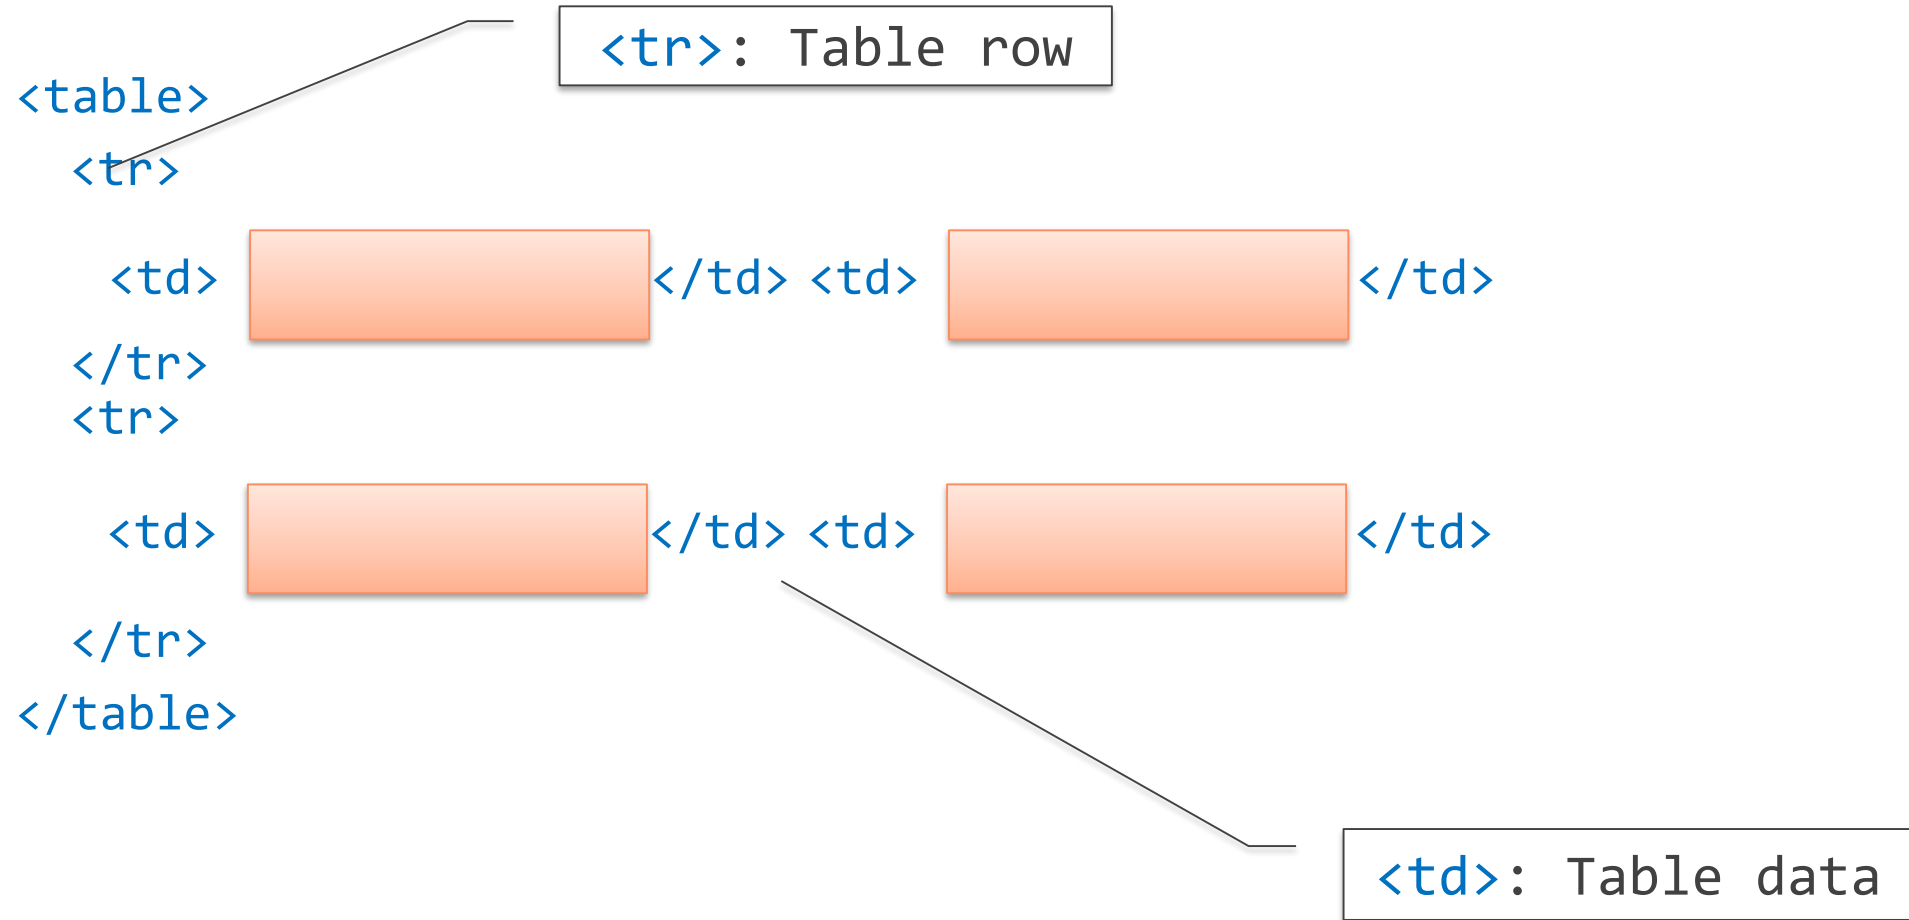 <tr>: Table row
<table>
<tr>
<td> </td> <td> </td>
</tr>
<tr>
<td> </td> <td> </td>
</tr>
</table>
<td>: Table data